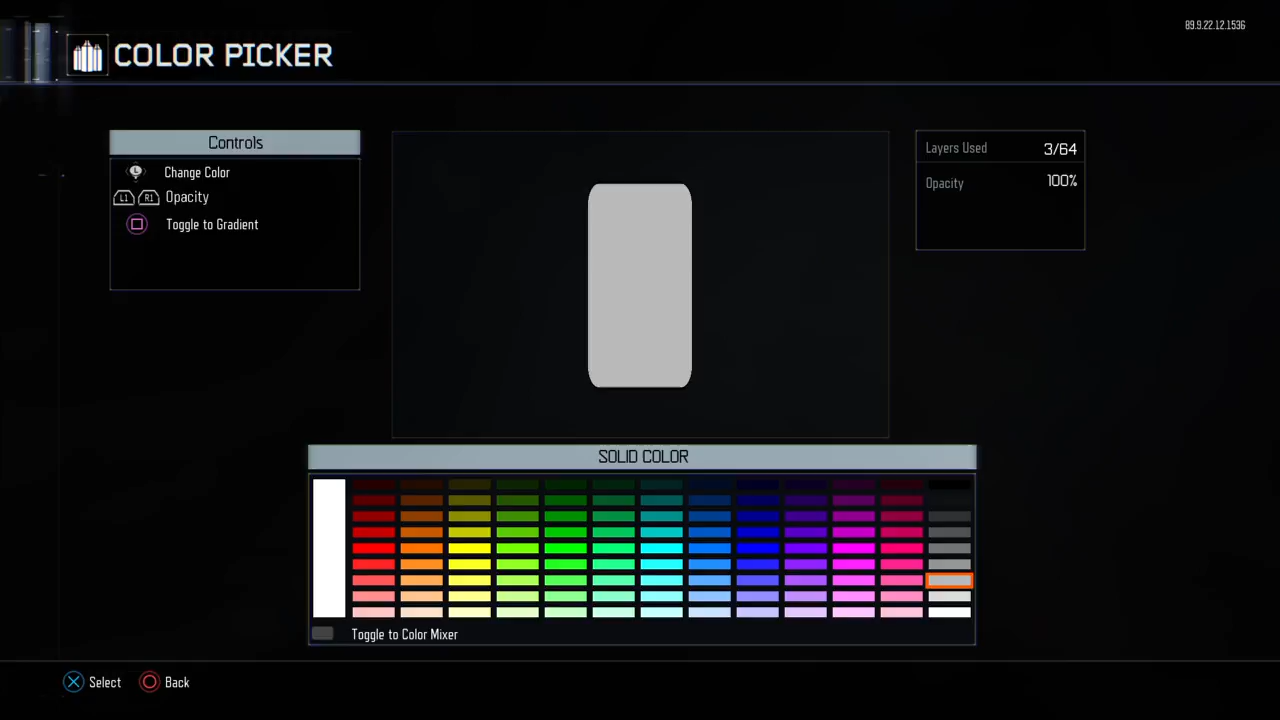 89.9.22.12.1536
COLOR PICKER
Controls
L Change Color
L1 R1 Opacity
Toggle to Gradient
Layers Used 3/64
Opacity 100%
SOLID COLOR
Toggle to Color Mixer
Select Back